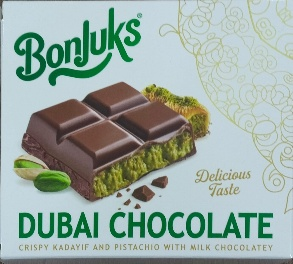 Bonjuks
Delicious
Taste
DUBAI CHOCOLATE
CRISPY KADAYIF AND PISTACHIO WITH MILK CHOCOLATEY